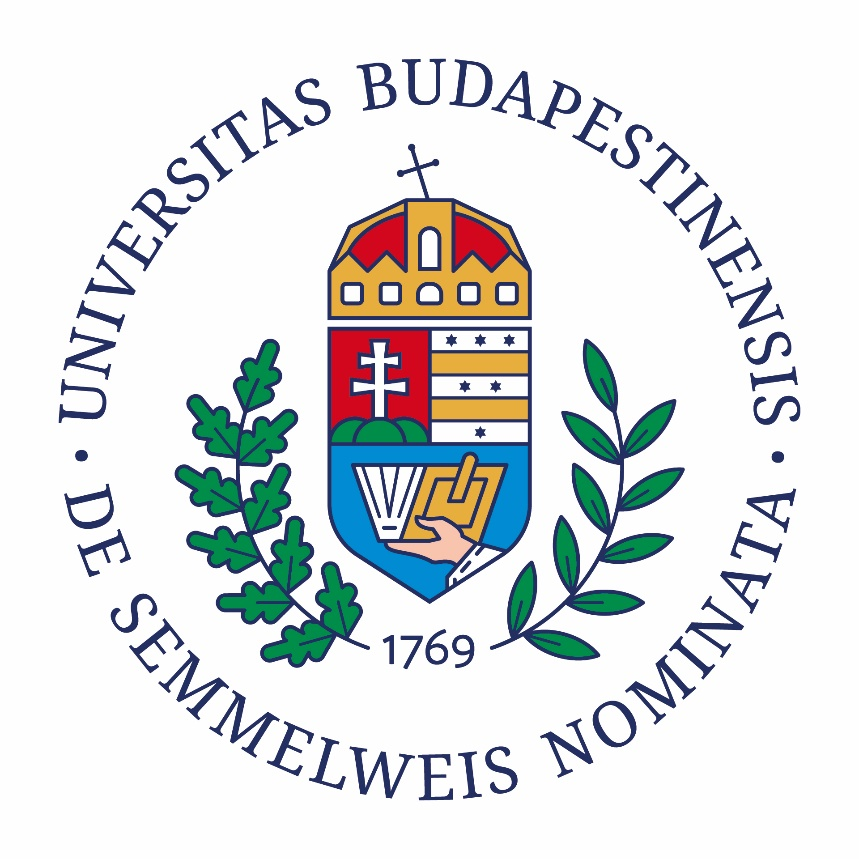 UNIVERSITAS BUDAPESTINENSIS
· DE SEMMELWEIS NOMINATA ·
1769